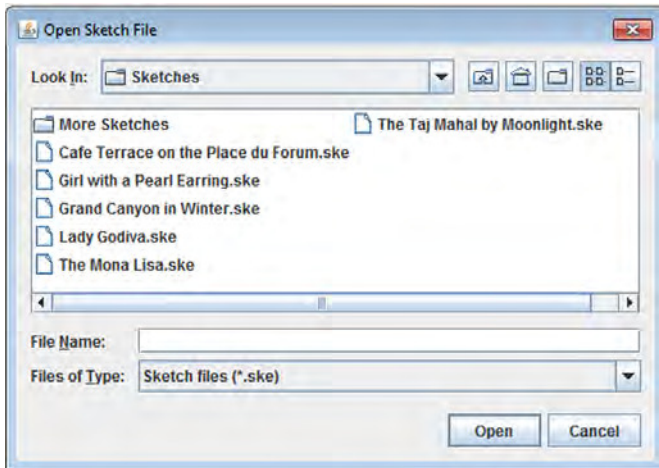 Open Sketch File
Look In: Sketches
More Sketches
Cafe Terrace on the Place du Forum.ske
Girl with a Pearl Earring.ske
Grand Canyon in Winter.ske
Lady Godiva.ske
The Mona Lisa.ske
The Taj Mahal by Moonlight.ske
File Name:
Files of Type: Sketch files (*.ske)
Open Cancel